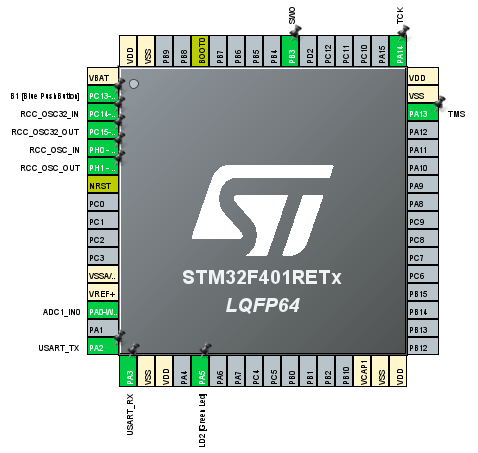 SWO
TCK
VDD
VSS
PB9
PB8
BOOT0
PB7
PB6
PB5
PB4
PB3
PD2
PC12
PC11
PC10
PA15
PA14
VBAT
B1 [Blue PushButton] PC13-..
RCC_OSC32_IN PC14-..
RCC_OSC32_OUT PC15-..
RCC_OSC_IN PH0-..
RCC_OSC_OUT PH1-..
NRST
PC0
PC1
PC2
PC3
VSSA/..
VREF+
ADC1_IN0 PA0-W..
PA1
USART_TX PA2
STM32F401RETx
LQFP64
VDD
VSS
PA13 TMS
PA12
PA11
PA10
PA9
PA8
PC9
PC8
PC7
PC6
PB15
PB14
PB13
PB12
PA3
VSS
VDD
PA4
PA5
PA6
PA7
PC4
PC5
PB0
PB1
PB2
PB10
VCAP1
VSS
VDD
USART_RX
LD2 [Green Led]